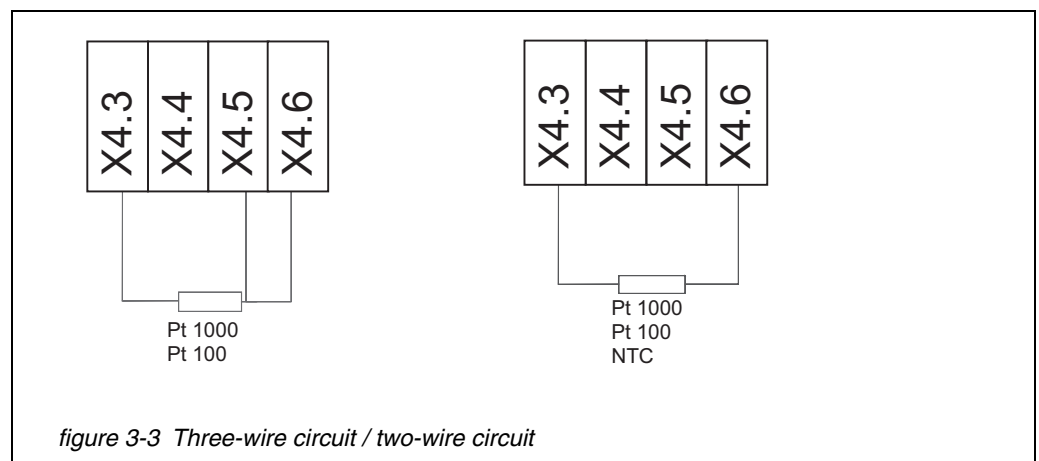 X4.3
X4.4
X4.5
X4.6
Pt 1000
Pt 100
X4.3
X4.4
X4.5
X4.6
Pt 1000
Pt 100
NTC
figure 3-3 Three-wire circuit / two-wire circuit